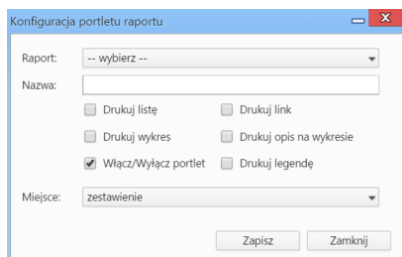 Konfiguracja portletu raportu
Raport: -- wybierz --
Nazwa:
Drukuj listę Drukuj link
Drukuj wykres Drukuj opis na wykresie
Włącz/Wyłącz portlet Drukuj legendę
Miejsce: zestawienie
Zapisz Zamknij